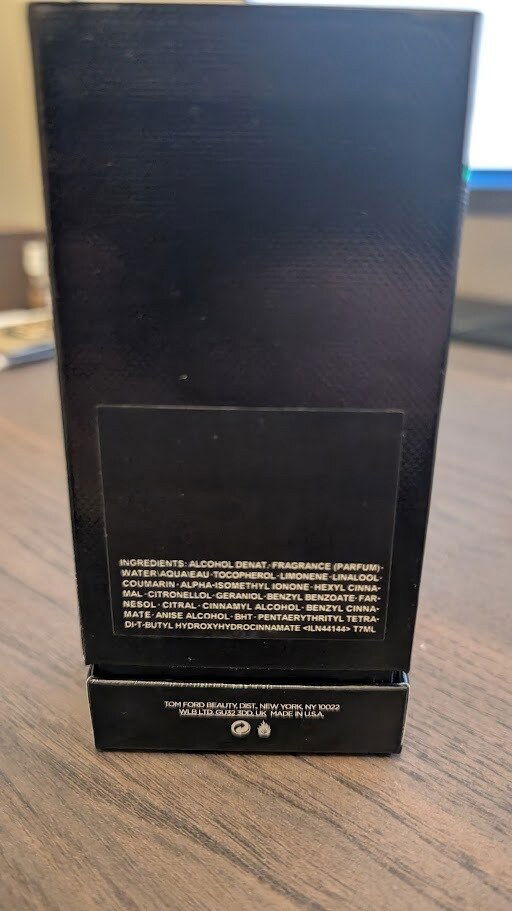 INGREDIENTS: ALCOHOL DENAT.·FRAGRANCE (PARFUM)·
WATER\AQUA\EAU·TOCOPHEROL·LIMONENE·LINALOOL·
COUMARIN·ALPHA-ISOMETHYL IONONE·HEXYL CINNA-
MAL·CITRONELLOL·GERANIOL·BENZYL BENZOATE·FAR-
NESOL·CITRAL·CINNAMYL ALCOHOL·BENZYL CINNA-
MATE·ANISE ALCOHOL·BHT·PENTAERYTHRITYL TETRA-
DI-T-BUTYL HYDROXYHYDROCINNAMATE <ILN44144> T7ML
TOM FORD BEAUTY, DIST., NEW YORK, NY 10022
WLB LTD. GU32 3DD, UK MADE IN U.S.A.